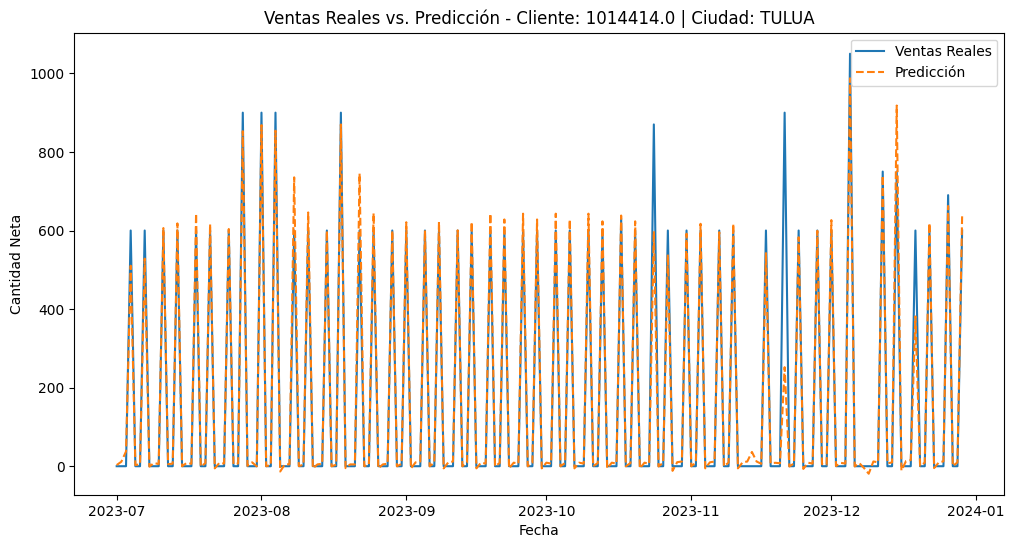 Ventas Reales vs. Predicción - Cliente: 1014414.0 | Ciudad: TULUA
Ventas Reales
Predicción
Cantidad Neta
1000
800
600
400
200
0
2023-07
2023-08
2023-09
2023-10
2023-11
2023-12
2024-01
Fecha